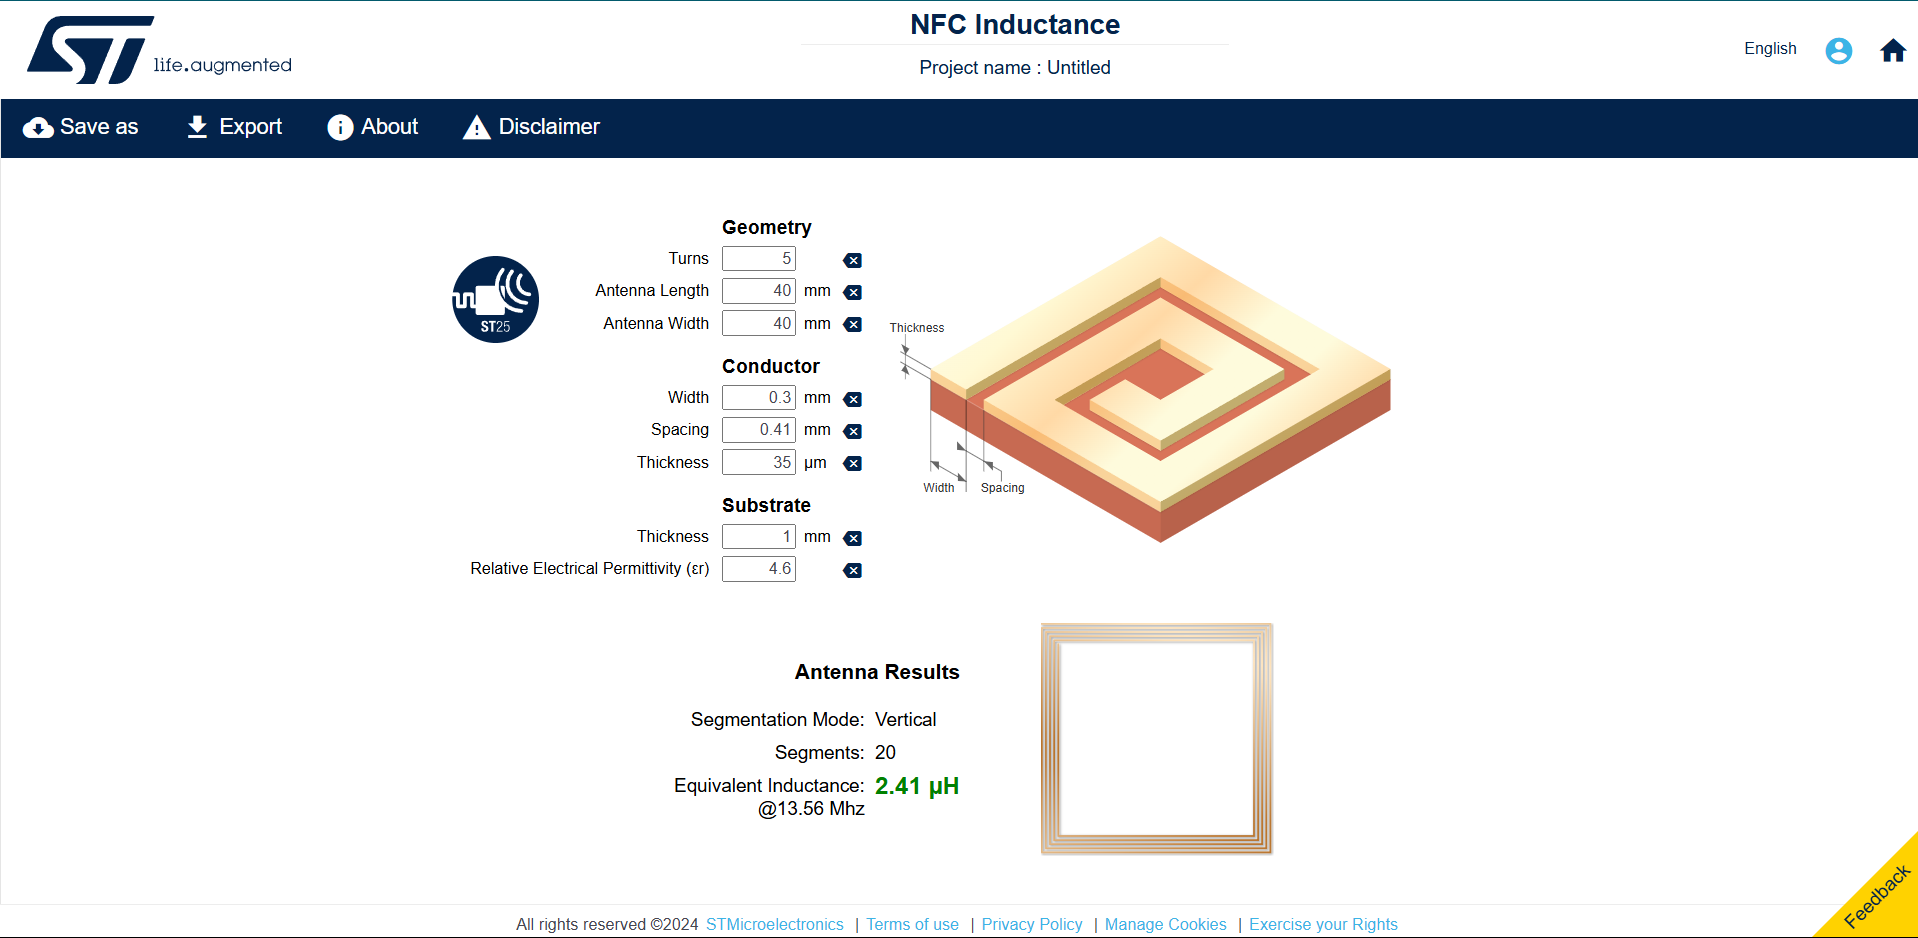 NFC Inductance
Project name : Untitled
ST life.augmented
English
Save as Export About Disclaimer
Geometry
Turns 5
Antenna Length 40 mm
Antenna Width 40 mm
ST25
Conductor
Width 0.3 mm
Spacing 0.41 mm
Thickness 35 μm
Substrate
Thickness 1 mm
Relative Electrical Permittivity (εr) 4.6
Thickness
Width Spacing
Antenna Results
Segmentation Mode: Vertical
Segments: 20
Equivalent Inductance: 2.41 μH
@13.56 Mhz
Feedback
All rights reserved ©2024 STMicroelectronics | Terms of use | Privacy Policy | Manage Cookies | Exercise your Rights